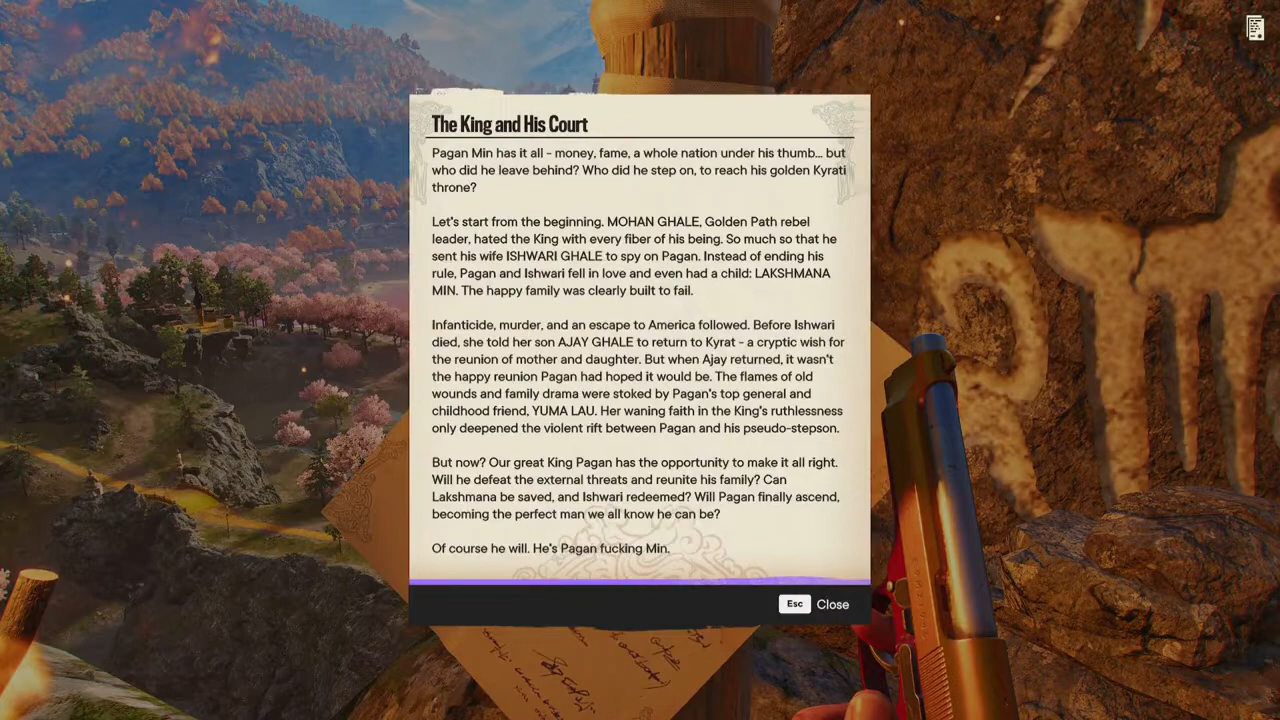 The King and His Court
Pagan Min has it all - money, fame, a whole nation under his thumb... but
who did he leave behind? Who did he step on, to reach his golden Kyrati
throne?
Let's start from the beginning. MOHAN GHALE, Golden Path rebel
leader, hated the King with every fiber of his being. So much so that he
sent his wife ISHWARI GHALE to spy on Pagan. Instead of ending his
rule, Pagan and Ishwari fell in love and even had a child: LAKSHMANA
MIN. The happy family was clearly built to fail.
Infanticide, murder, and an escape to America followed. Before Ishwari
died, she told her son AJAY GHALE to return to Kyrat - a cryptic wish for
the reunion of mother and daughter. But when Ajay returned, it wasn't
the happy reunion Pagan had hoped it would be. The flames of old
wounds and family drama were stoked by Pagan's top general and
childhood friend, YUMA LAU. Her waning faith in the King's ruthlessness
only deepened the violent rift between Pagan and his pseudo-stepson.
But now? Our great King Pagan has the opportunity to make it all right.
Will he defeat the external threats and reunite his family? Can
Lakshmana be saved, and Ishwari redeemed? Will Pagan finally ascend,
becoming the perfect man we all know he can be?
Of course he will. He's Pagan fucking Min.
Esc Close